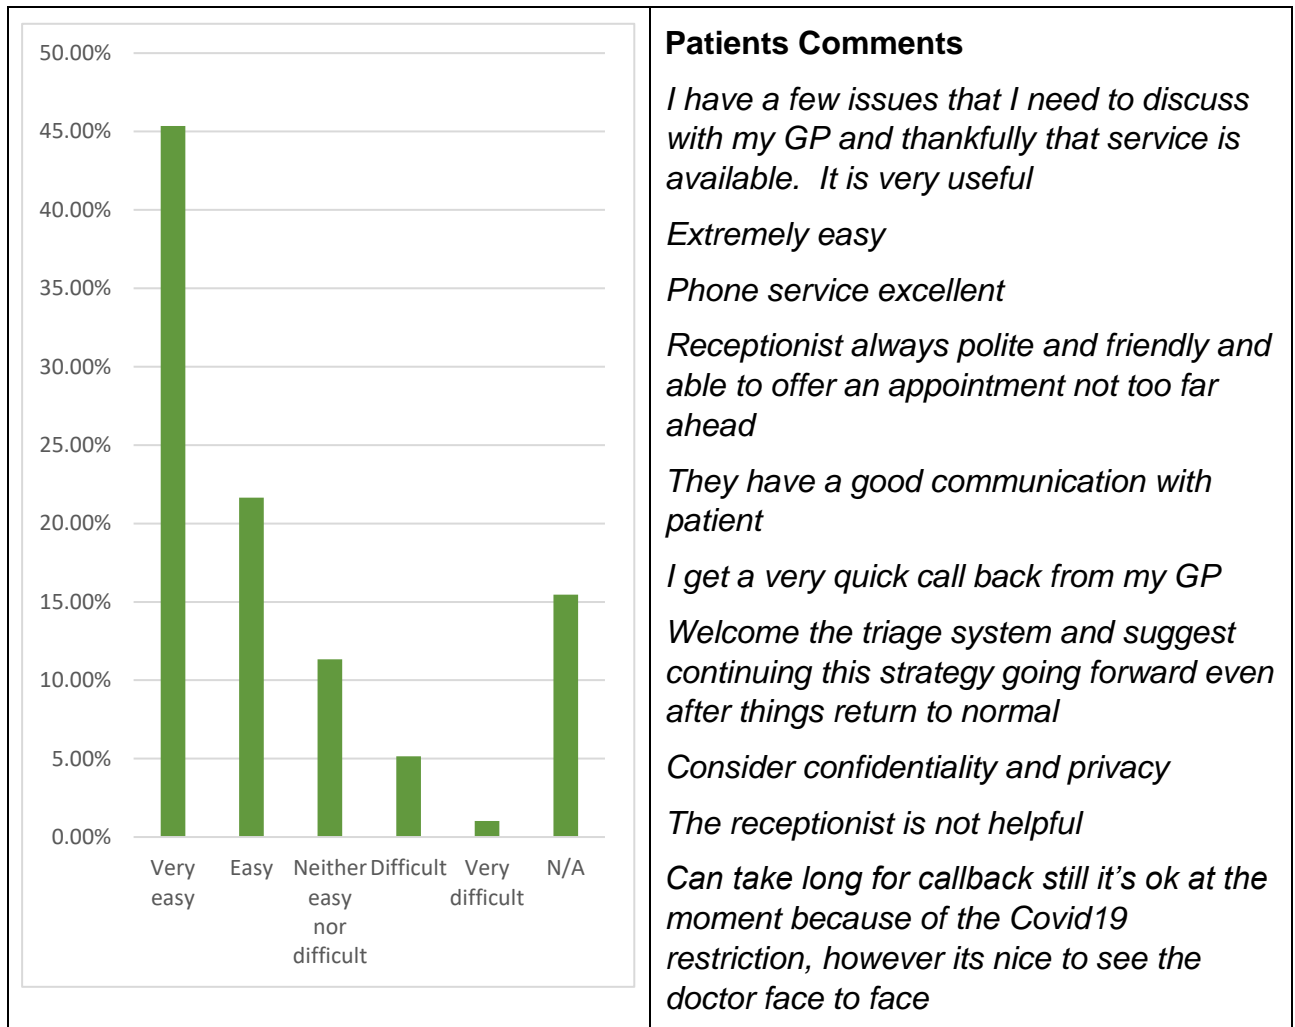 50.00%
45.00%
40.00%
35.00%
30.00%
25.00%
20.00%
15.00%
10.00%
5.00%
0.00%
Very easy
Easy
Neither easy nor difficult
Difficult
Very difficult
N/A
Patients Comments
I have a few issues that I need to discuss
with my GP and thankfully that service is
available.  It is very useful
Extremely easy
Phone service excellent
Receptionist always polite and friendly and
able to offer an appointment not too far
ahead
They have a good communication with
patient
I get a very quick call back from my GP
Welcome the triage system and suggest
continuing this strategy going forward even
after things return to normal
Consider confidentiality and privacy
The receptionist is not helpful
Can take long for callback still it’s ok at the
moment because of the Covid19
restriction, however its nice to see the
doctor face to face